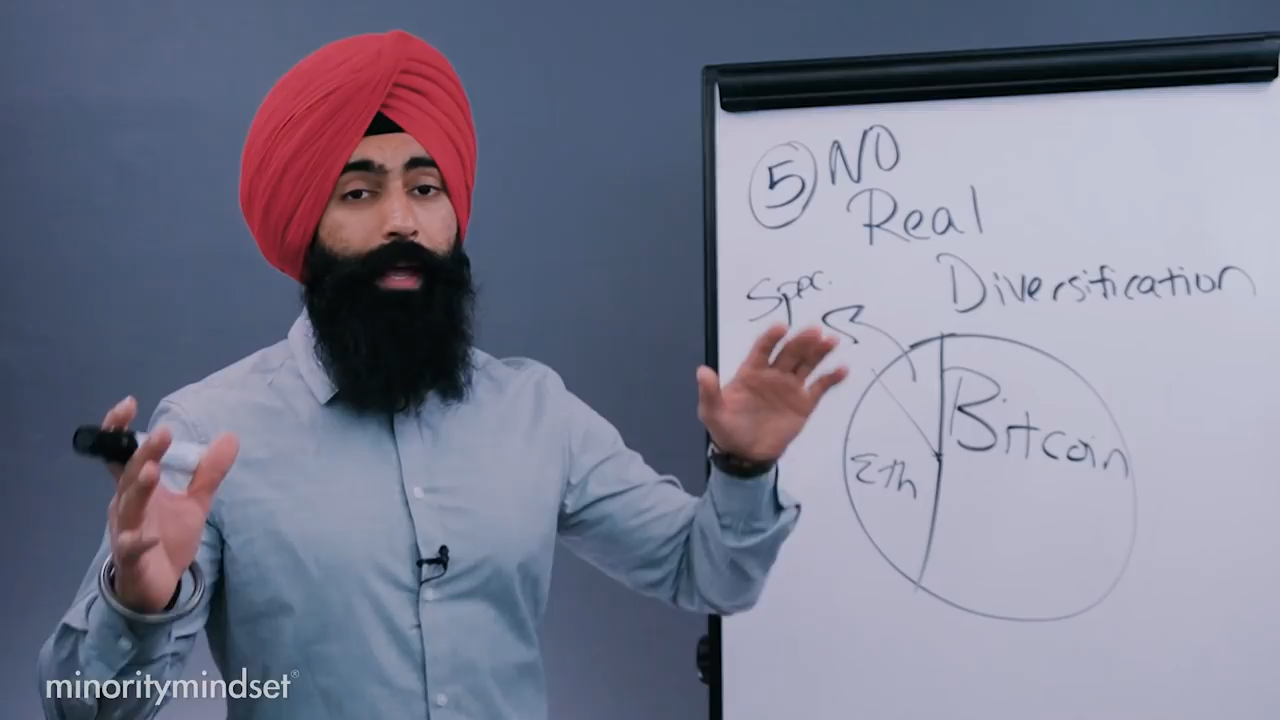 ⑤ NO
Real
Diversification
Spec.
Bitcoin
Eth
minoritymindset®